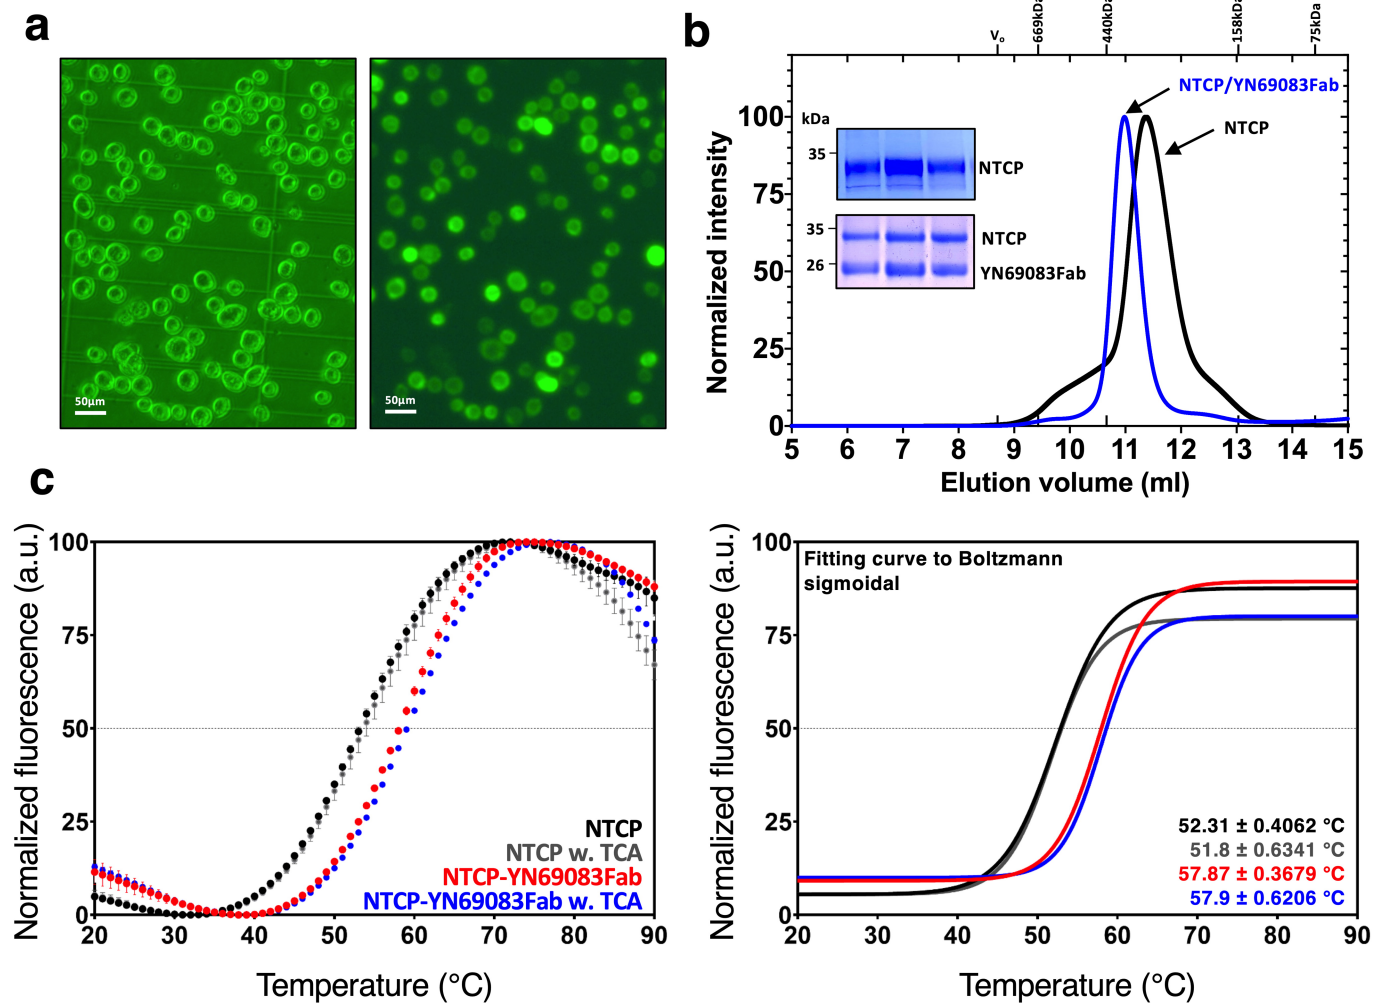 a
50µm
50µm
b
Vₒ
669kDa
440kDa
158kDa
75kDa
Normalized intensity
100
75
50
25
0
NTCP/YN69083Fab
NTCP
kDa
35
NTCP
35
NTCP
26
YN69083Fab
5 6 7 8 9 10 11 12 13 14 15
Elution volume (ml)
c
Normalized fluorescence (a.u.)
100
75
50
25
0
NTCP
NTCP w. TCA
NTCP-YN69083Fab
NTCP-YN69083Fab w. TCA
20 30 40 50 60 70 80 90
Temperature (°C)
Normalized fluorescence (a.u.)
100
75
50
25
0
Fitting curve to Boltzmann
sigmoidal
52.31 ± 0.4062 °C
51.8 ± 0.6341 °C
57.87 ± 0.3679 °C
57.9 ± 0.6206 °C
20 30 40 50 60 70 80 90
Temperature (°C)